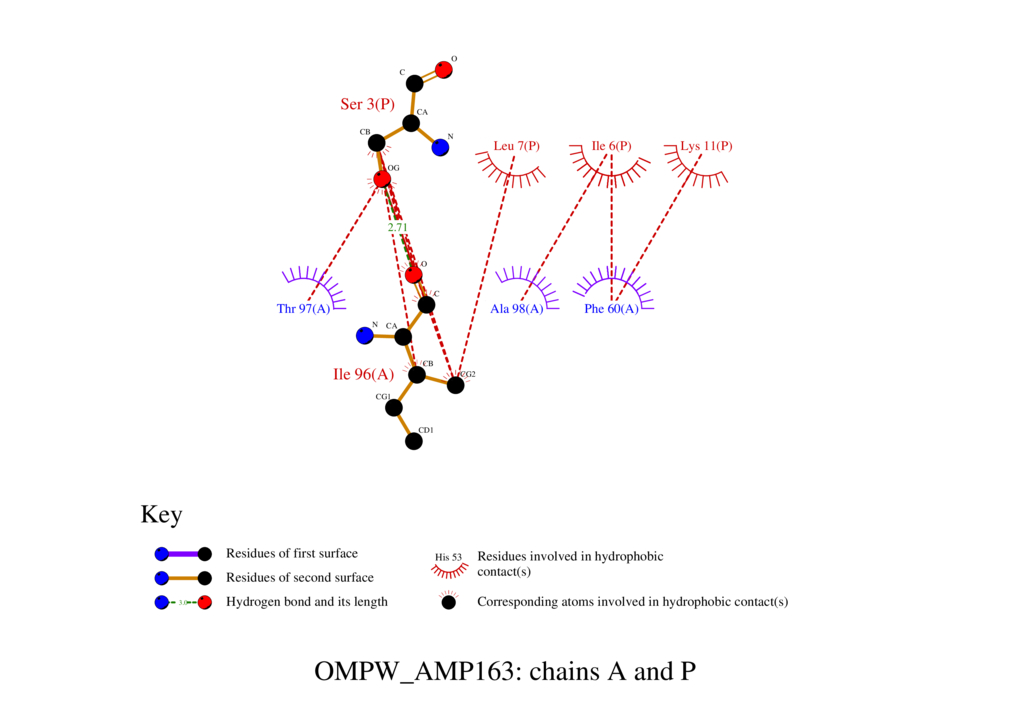 O
C
Ser 3(P)
CA
CB
N
Leu 7(P)
Ile 6(P)
Lys 11(P)
OG
2.71
O
C
Thr 97(A)
Ala 98(A)
Phe 60(A)
N
CA
CB
Ile 96(A)
CG2
CG1
CD1
Key
Residues of first surface
Residues of second surface
3.0
Hydrogen bond and its length
His 53
Residues involved in hydrophobic
contact(s)
Corresponding atoms involved in hydrophobic contact(s)
OMPW_AMP163: chains A and P